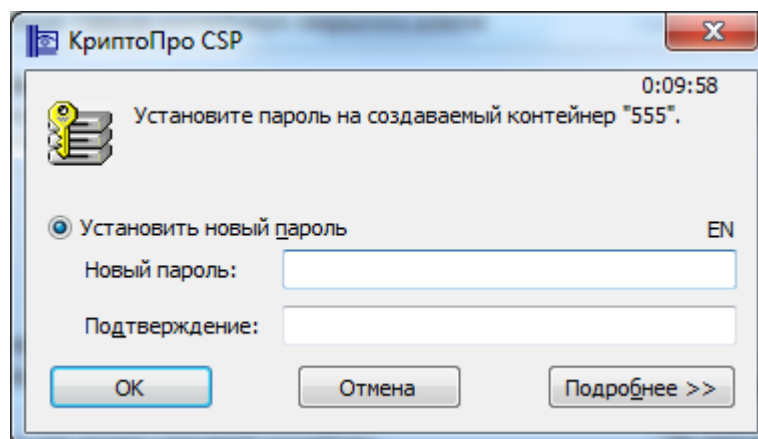 КриптоПро CSP
0:09:58
Установите пароль на создаваемый контейнер "555".
Установить новый пароль
EN
Новый пароль:
Подтверждение:
ОК
Отмена
Подробнее >>